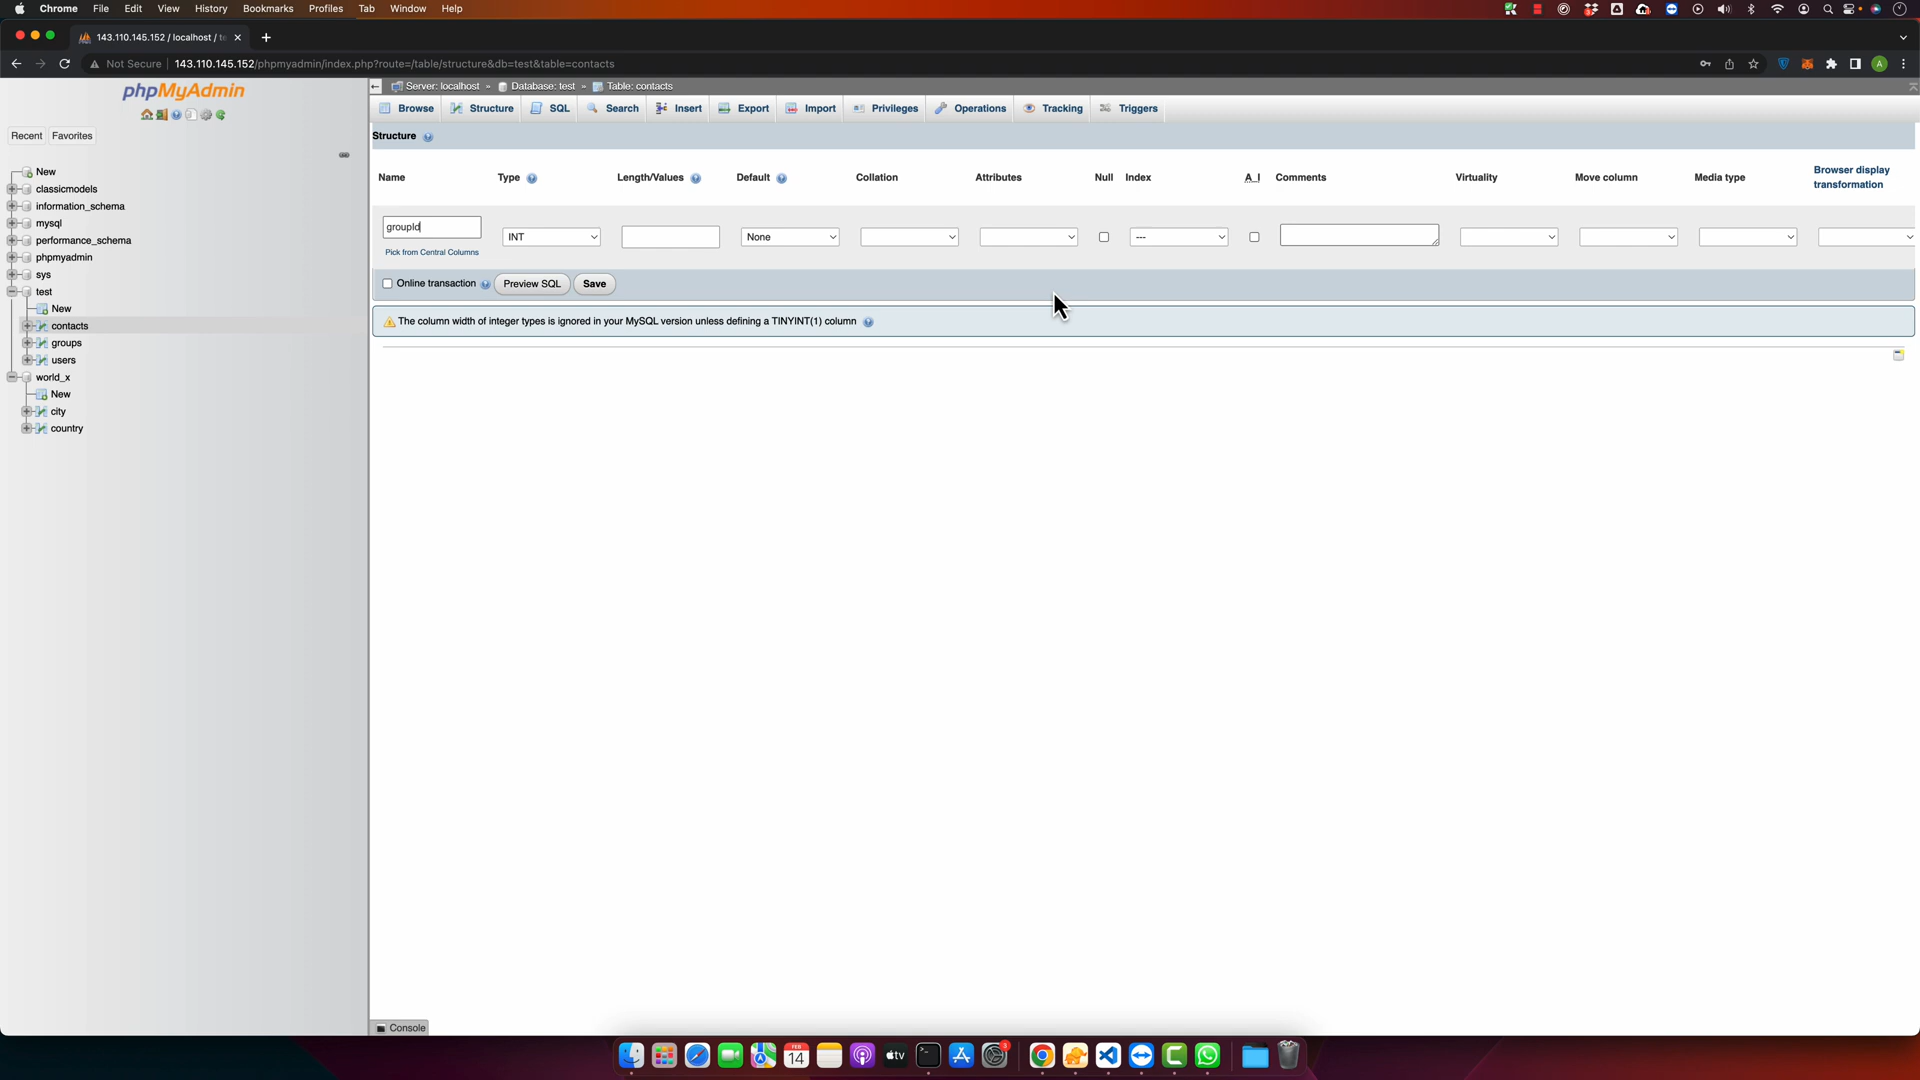 Chrome File Edit View History Bookmarks Profiles Tab Window Help
143.110.145.152 / localhost / te
Not Secure 143.110.145.152/phpmyadmin/index.php?route=/table/structure&db=test&table=contacts
phpMyAdmin
Server: localhost » Database: test » Table: contacts
Browse Structure SQL Search Insert Export Import Privileges Operations Tracking Triggers
Recent Favorites
Structure
New
classicmodels
information_schema
mysql
performance_schema
phpmyadmin
sys
test
New
contacts
groups
users
world_x
New
city
country
Name Type Length/Values Default Collation Attributes Null Index A_I Comments Virtuality Move column Media type Browser display
transformation
groupId
INT None ---
Pick from Central Columns
Online transaction Preview SQL Save
The column width of integer types is ignored in your MySQL version unless defining a TINYINT(1) column
Console
FEB
14
tv
3
A